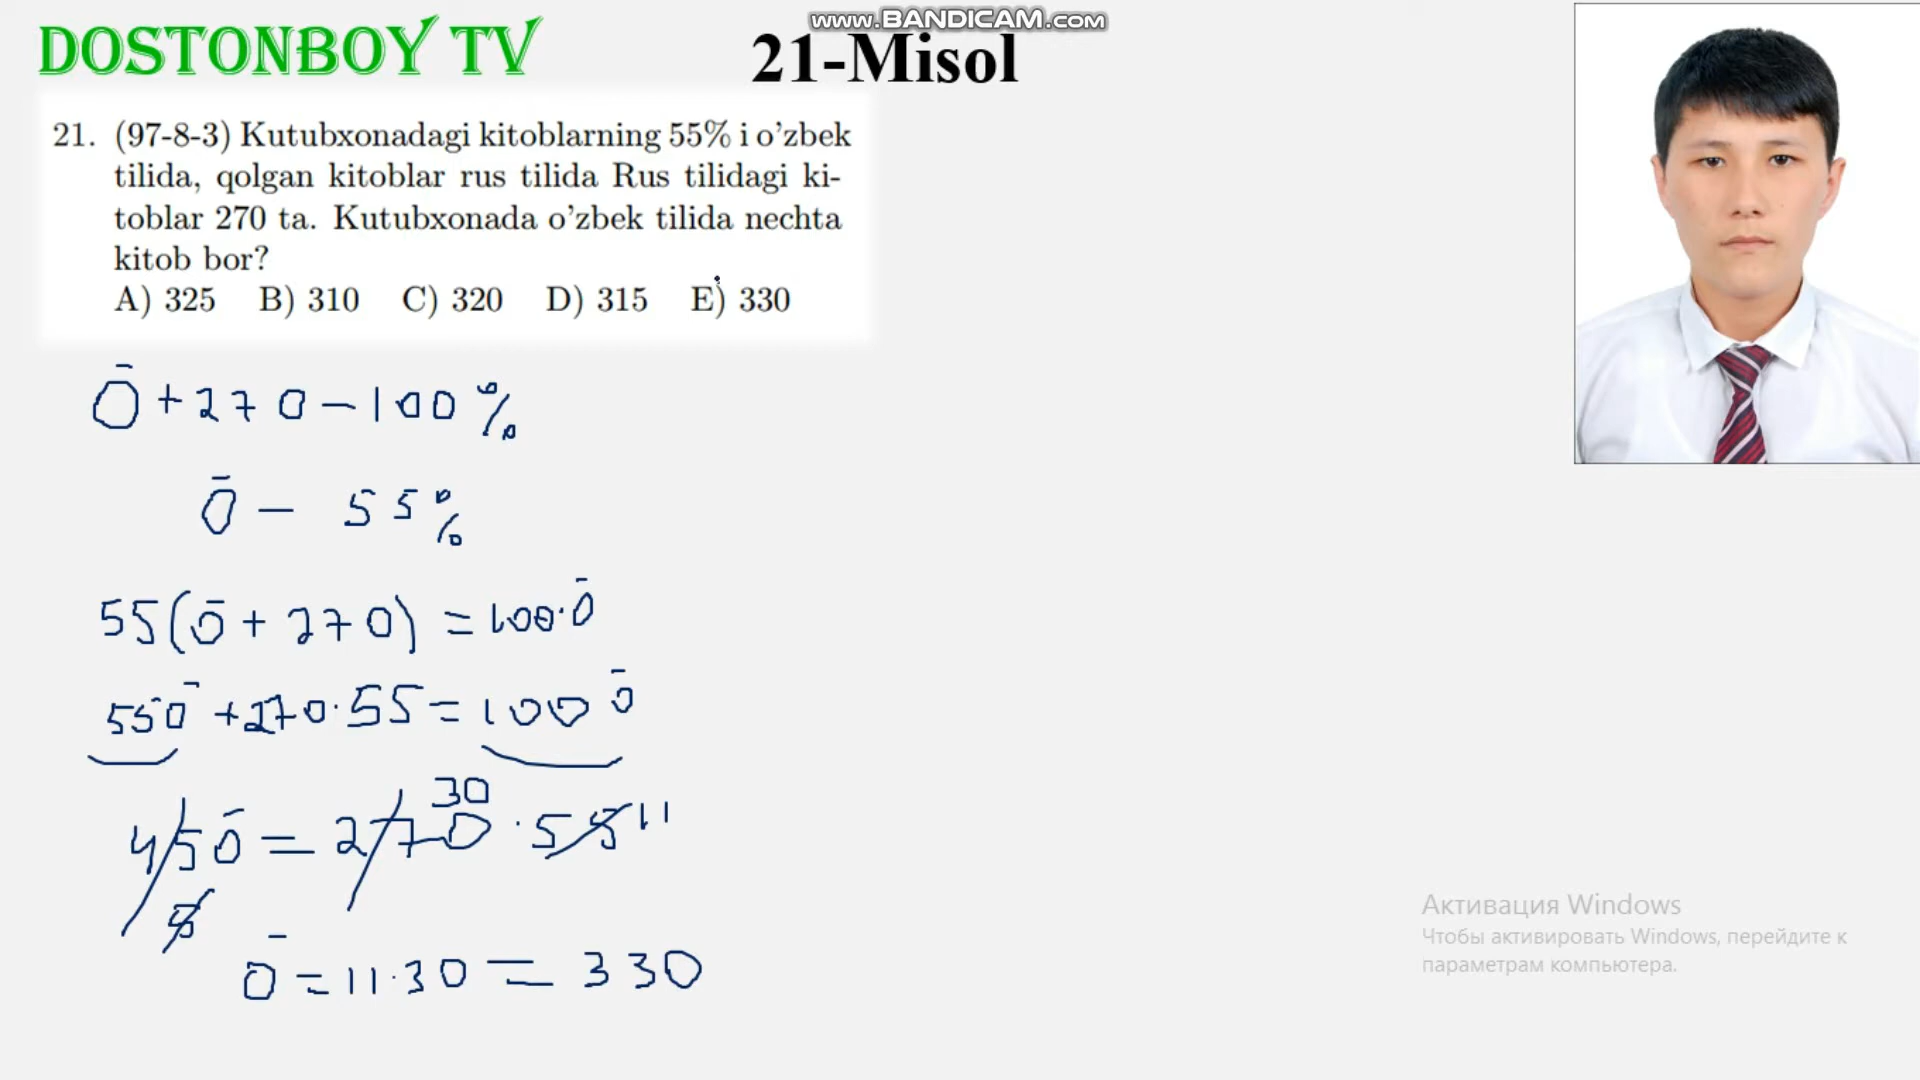 www.BANDICAM.com
DOSTONBOY TV
21-Misol
21. (97-8-3) Kutubxonadagi kitoblarning 55% i o’zbek
tilida, qolgan kitoblar rus tilida Rus tilidagi ki-
toblar 270 ta. Kutubxonada o’zbek tilida nechta
kitob bor?
A) 325 B) 310 C) 320 D) 315 E) 330
Ō + 270 — 100%
Ō — 55%
55(Ō + 270) = 100·Ō
55Ō + 270·55 = 100Ō
30
45Ō = 270·55 11
5
Ō = 11·30 = 330
Активация Windows
Чтобы активировать Windows, перейдите к
параметрам компьютера.